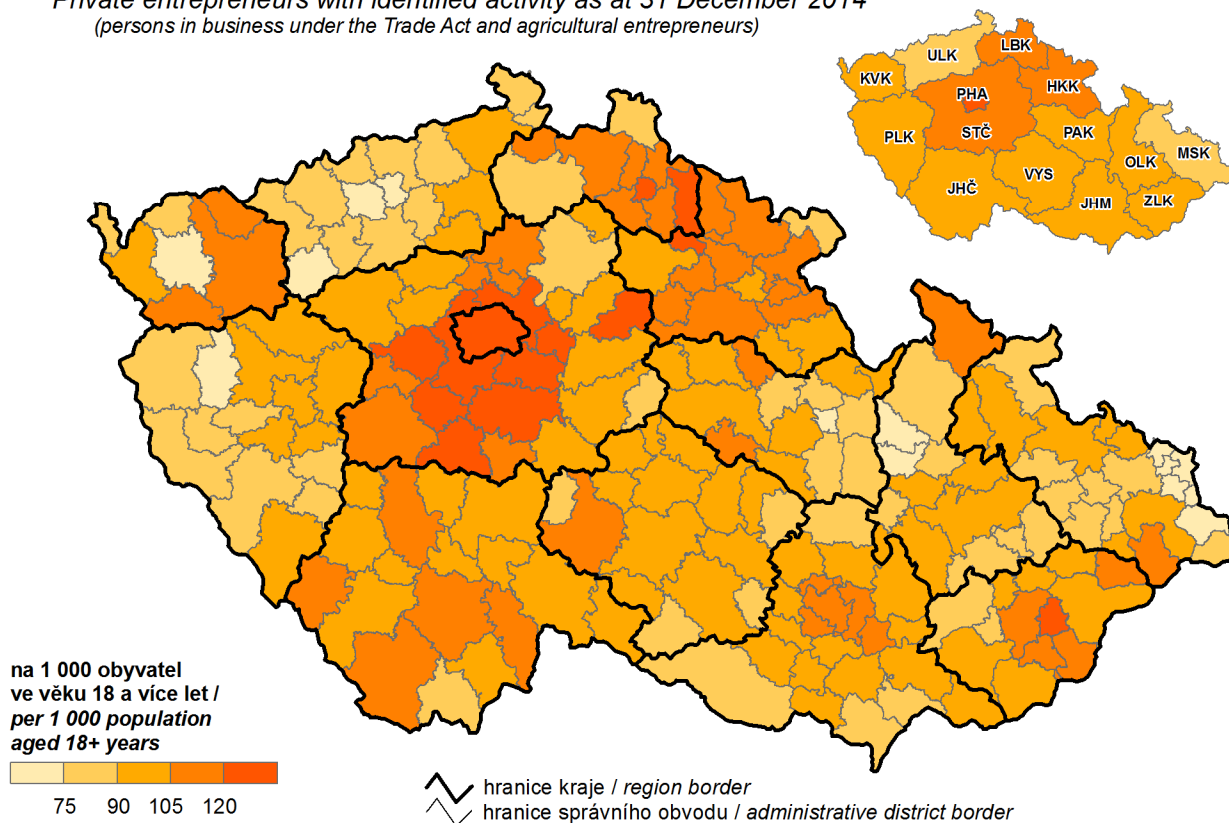 Private entrepreneurs with identified activity as at 31 December 2014
(persons in business under the Trade Act and agricultural entrepreneurs)
ULK
LBK
KVK
PHA
HKK
STČ
PLK
PAK
MSK
OLK
VYS
JHČ
JHM
ZLK
na 1 000 obyvatel
ve věku 18 a více let /
per 1 000 population
aged 18+ years
75 90 105 120
hranice kraje / region border
hranice správního obvodu / administrative district border